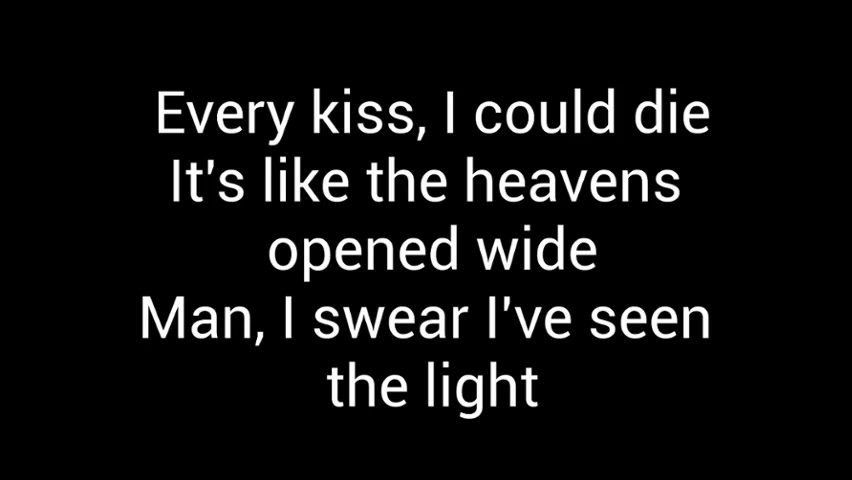 Every kiss, I could die
It's like the heavens
opened wide
Man, I swear I've seen
the light